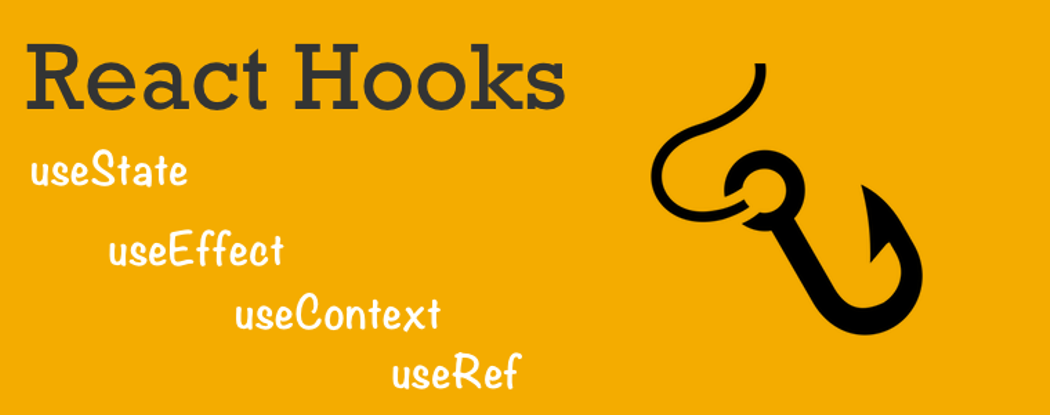 React Hooks
useState
useEffect
useContext
useRef